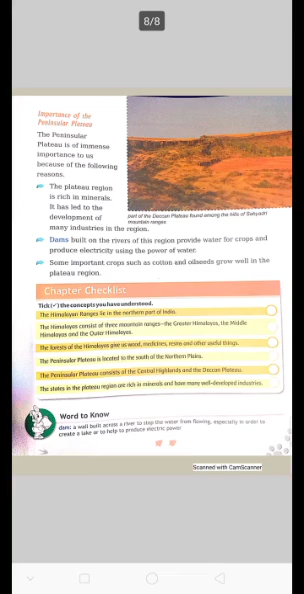 8/8
Importance of the
Peninsular Plateau
The Peninsular
Plateau is of immense
importance to us
because of the following
reasons.
The plateau region
is rich in minerals.
It has led to the
development of
many industries in the region.
part of the Deccan Plateau found among the hills of Sahyadri
mountain ranges
Dams built on the rivers of this region provide water for crops and
produce electricity using the power of water.
Some important crops such as cotton and oilseeds grow well in the
plateau region.
Chapter Checklist
Tick (✓) the concepts you have understood.
The Himalayan Ranges lie in the northern part of India.
The Himalayas consist of three mountain ranges—the Greater Himalayas, the Middle
Himalayas and the Outer Himalayas.
The forests of the Himalayas give us wood, medicines, resins and other useful things.
The Peninsular Plateau is located to the south of the Northern Plains.
The Peninsular Plateau consists of the Central Highlands and the Deccan Plateau.
The states in the plateau region are rich in minerals and have many well-developed industries.
Word to Know
dam: a wall built across a river to stop the water from flowing, especially in order to
create a lake or to help to produce electric power
Scanned with CamScanner